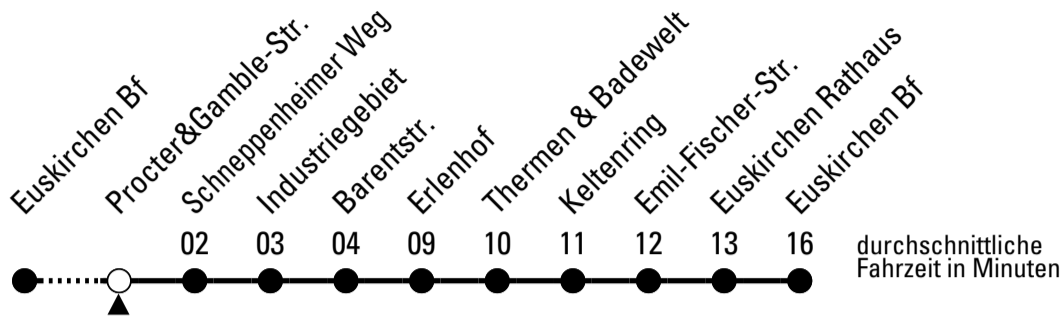 Euskirchen Bf
Procter&Gamble-Str.
Schneppenheimer Weg
Industriegebiet
Barentstr.
Erlenhof
Thermen & Badewelt
Keltenring
Emil-Fischer-Str.
Euskirchen Rathaus
Euskirchen Bf
02 03 04 09 10 11 12 13 16
durchschnittliche
Fahrzeit in Minuten